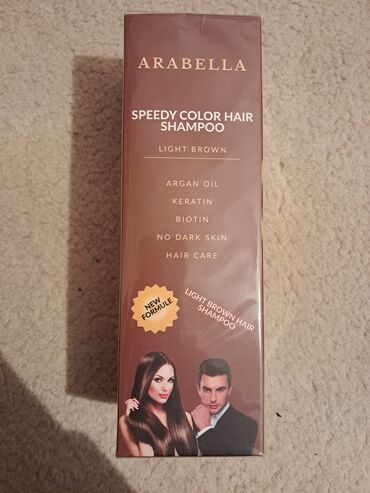 ARABELLA
SPEEDY COLOR HAIR
SHAMPOO
LIGHT BROWN
ARGAN OIL
KERATIN
BIOTIN
NO DARK SKIN
HAIR CARE
NEW
FORMULE
LIGHT BROWN HAIR
SHAMPOO